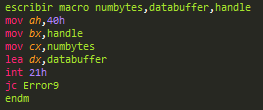 escribir macro numbytes,databuffer,handle
mov ah,40h
mov bx,handle
mov cx,numbytes
lea dx,databuffer
int 21h
jc Error9
endm